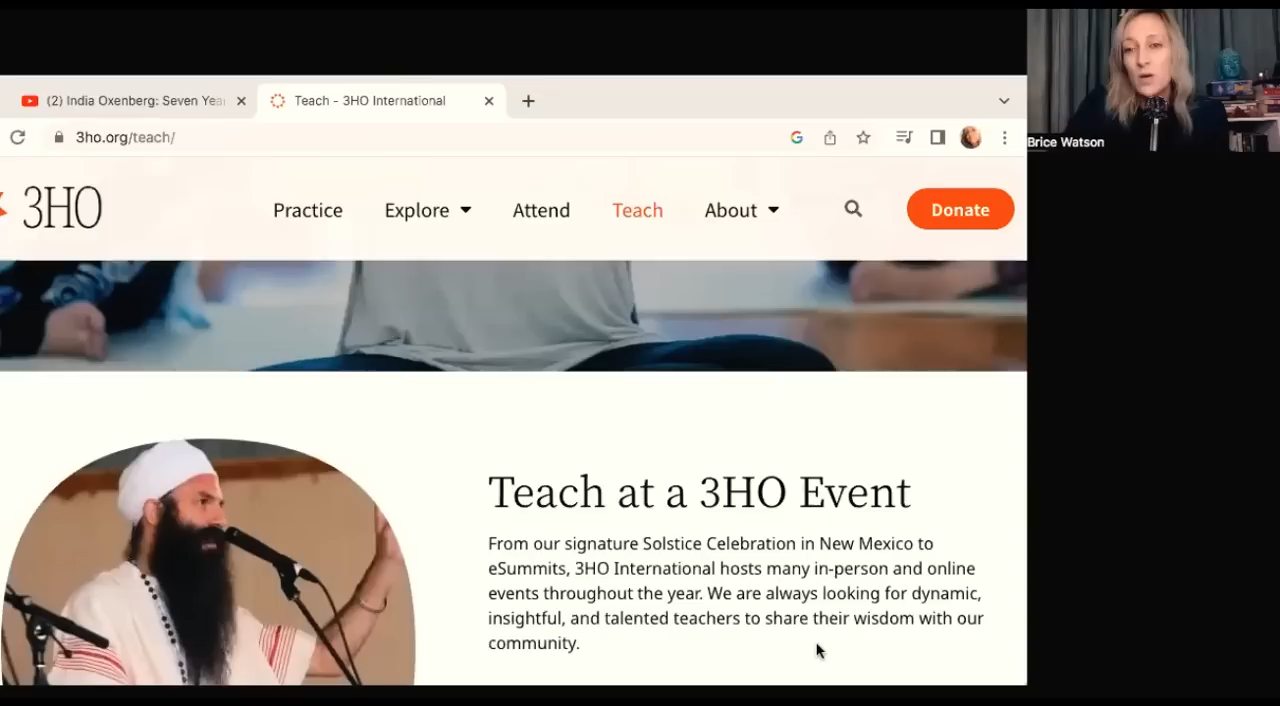 (2) India Oxenberg: Seven Yea
Teach - 3HO International
3ho.org/teach/
Brice Watson
3HO
Practice
Explore
Attend
Teach
About
Donate
Teach at a 3HO Event
From our signature Solstice Celebration in New Mexico to
eSummits, 3HO International hosts many in-person and online
events throughout the year. We are always looking for dynamic,
insightful, and talented teachers to share their wisdom with our
community.